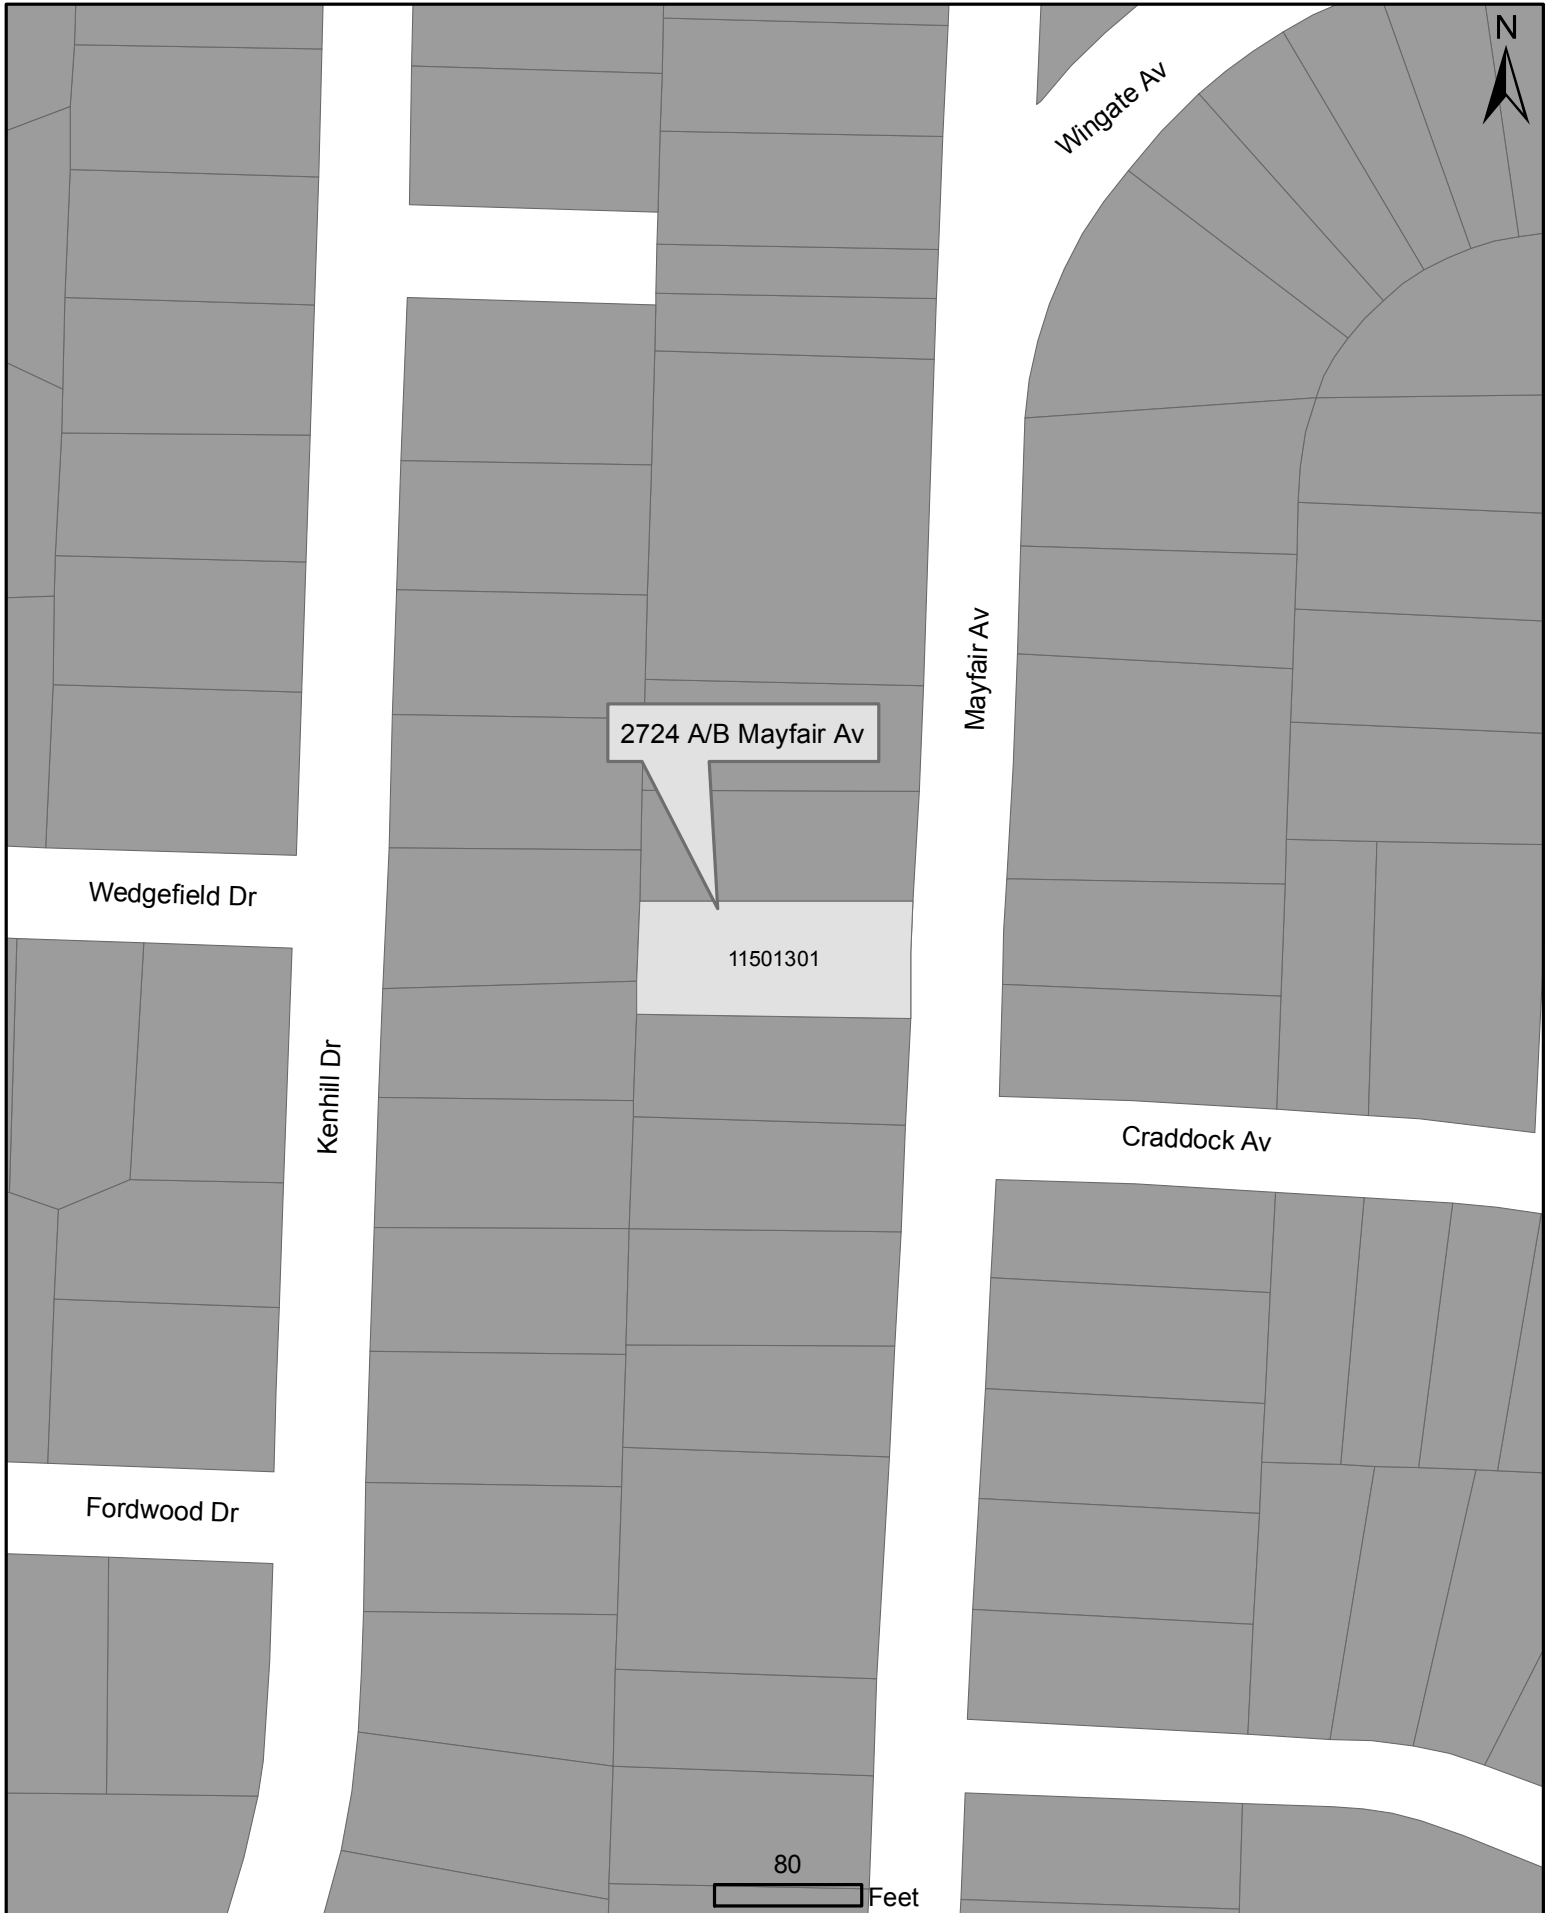 N
Wingate Av
Mayfair Av
2724 A/B Mayfair Av
Wedgefield Dr
11501301
Kenhill Dr
Craddock Av
Fordwood Dr
80
Feet